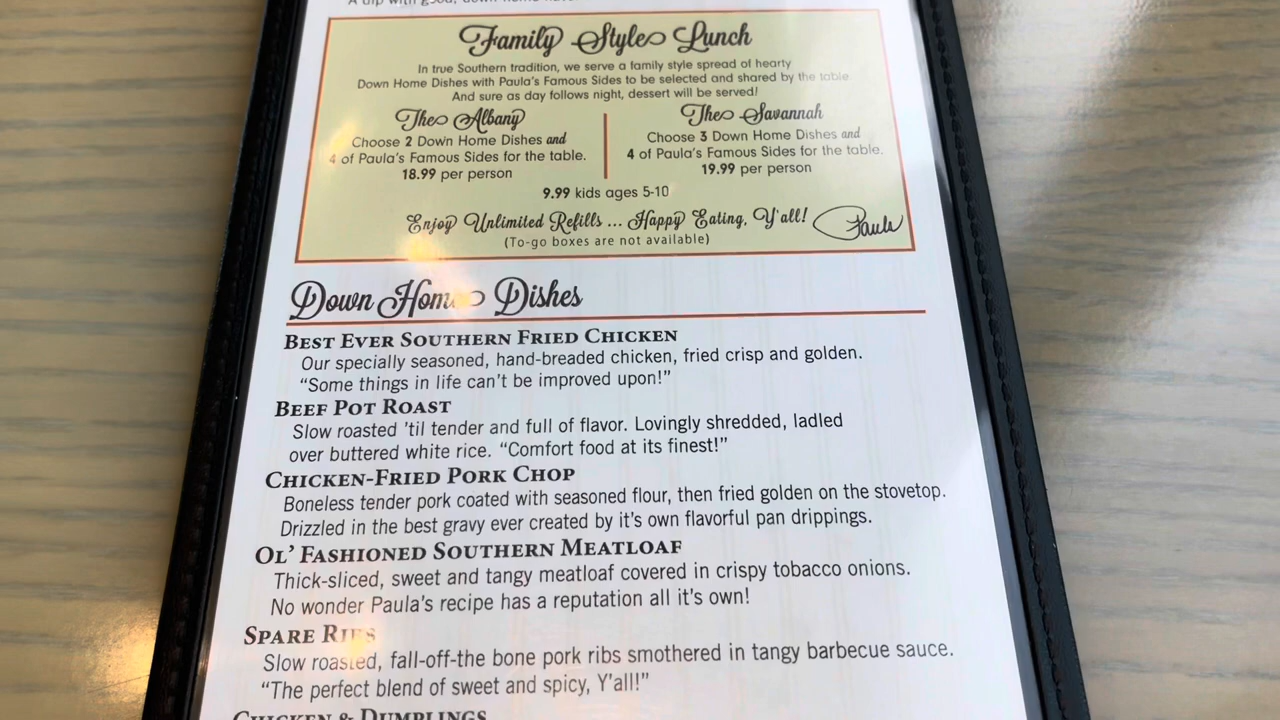 A dip with good, down home
Family Style Lunch
In true Southern tradition, we serve a family style spread of hearty
Down Home Dishes with Paula's Famous Sides to be selected and shared by the table.
And sure as day follows night, dessert will be served!
The Albany
Choose 2 Down Home Dishes and
4 of Paula's Famous Sides for the table.
18.99 per person
The Savannah
Choose 3 Down Home Dishes and
4 of Paula's Famous Sides for the table.
19.99 per person
9.99 kids ages 5-10
Enjoy Unlimited Refills ... Happy Eating, Y'all! Paula
(To-go boxes are not available)
Down Home Dishes
BEST EVER SOUTHERN FRIED CHICKEN
Our specially seasoned, hand-breaded chicken, fried crisp and golden.
“Some things in life can't be improved upon!”
BEEF POT ROAST
Slow roasted 'til tender and full of flavor. Lovingly shredded, ladled
over buttered white rice. “Comfort food at its finest!”
CHICKEN-FRIED PORK CHOP
Boneless tender pork coated with seasoned flour, then fried golden on the stovetop.
Drizzled in the best gravy ever created by it's own flavorful pan drippings.
OL' FASHIONED SOUTHERN MEATLOAF
Thick-sliced, sweet and tangy meatloaf covered in crispy tobacco onions.
No wonder Paula's recipe has a reputation all it's own!
SPARE RIBS
Slow roasted, fall-off-the bone pork ribs smothered in tangy barbecue sauce.
“The perfect blend of sweet and spicy, Y'all!”
CHICKEN & DUMPLINGS